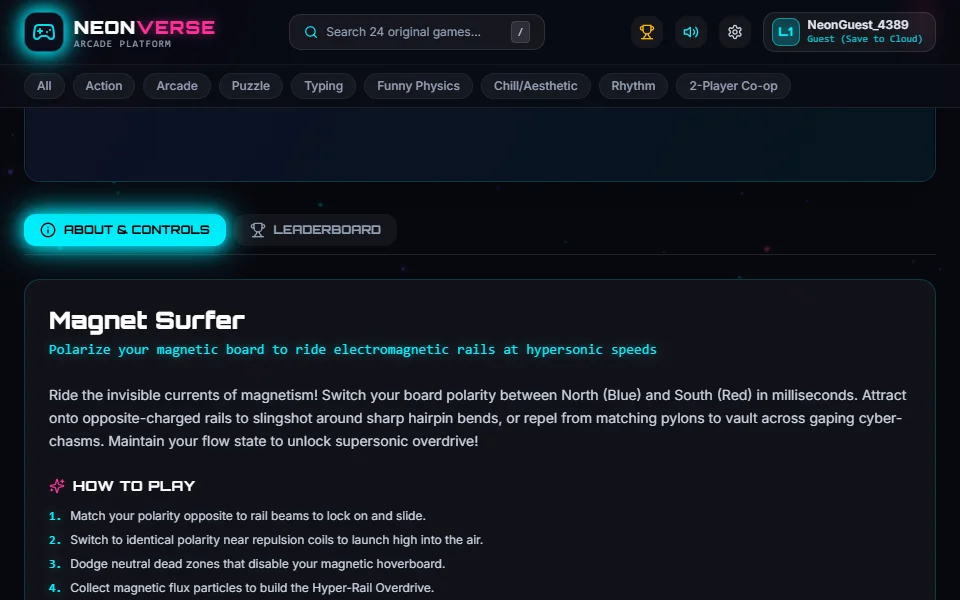 NEONVERSE
ARCADE PLATFORM
Search 24 original games...
/
L1
NeonGuest_4389
Guest (Save to Cloud)
All
Action
Arcade
Puzzle
Typing
Funny Physics
Chill/Aesthetic
Rhythm
2-Player Co-op
ABOUT & CONTROLS
LEADERBOARD
Magnet Surfer
Polarize your magnetic board to ride electromagnetic rails at hypersonic speeds
Ride the invisible currents of magnetism! Switch your board polarity between North (Blue) and South (Red) in milliseconds. Attract
onto opposite-charged rails to slingshot around sharp hairpin bends, or repel from matching pylons to vault across gaping cyber-
chasms. Maintain your flow state to unlock supersonic overdrive!
HOW TO PLAY
1. Match your polarity opposite to rail beams to lock on and slide.
2. Switch to identical polarity near repulsion coils to launch high into the air.
3. Dodge neutral dead zones that disable your magnetic hoverboard.
4. Collect magnetic flux particles to build the Hyper-Rail Overdrive.